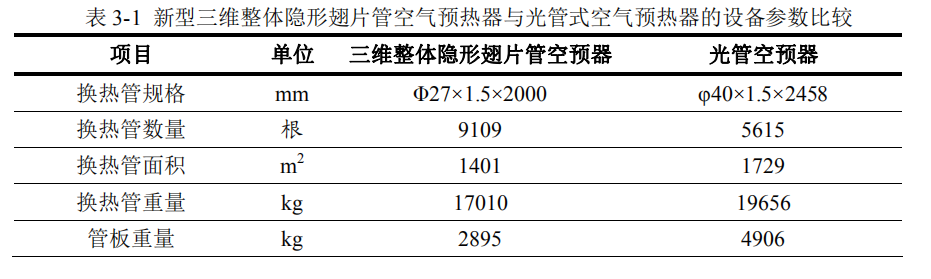 表 3-1 新型三维整体隐形翅片管空气预热器与光管式空气预热器的设备参数比较
项目 单位 三维整体隐形翅片管空预器 光管空预器
换热管规格 mm Φ27×1.5×2000 φ40×1.5×2458
换热管数量 根 9109 5615
换热管面积 m² 1401 1729
换热管重量 kg 17010 19656
管板重量 kg 2895 4906